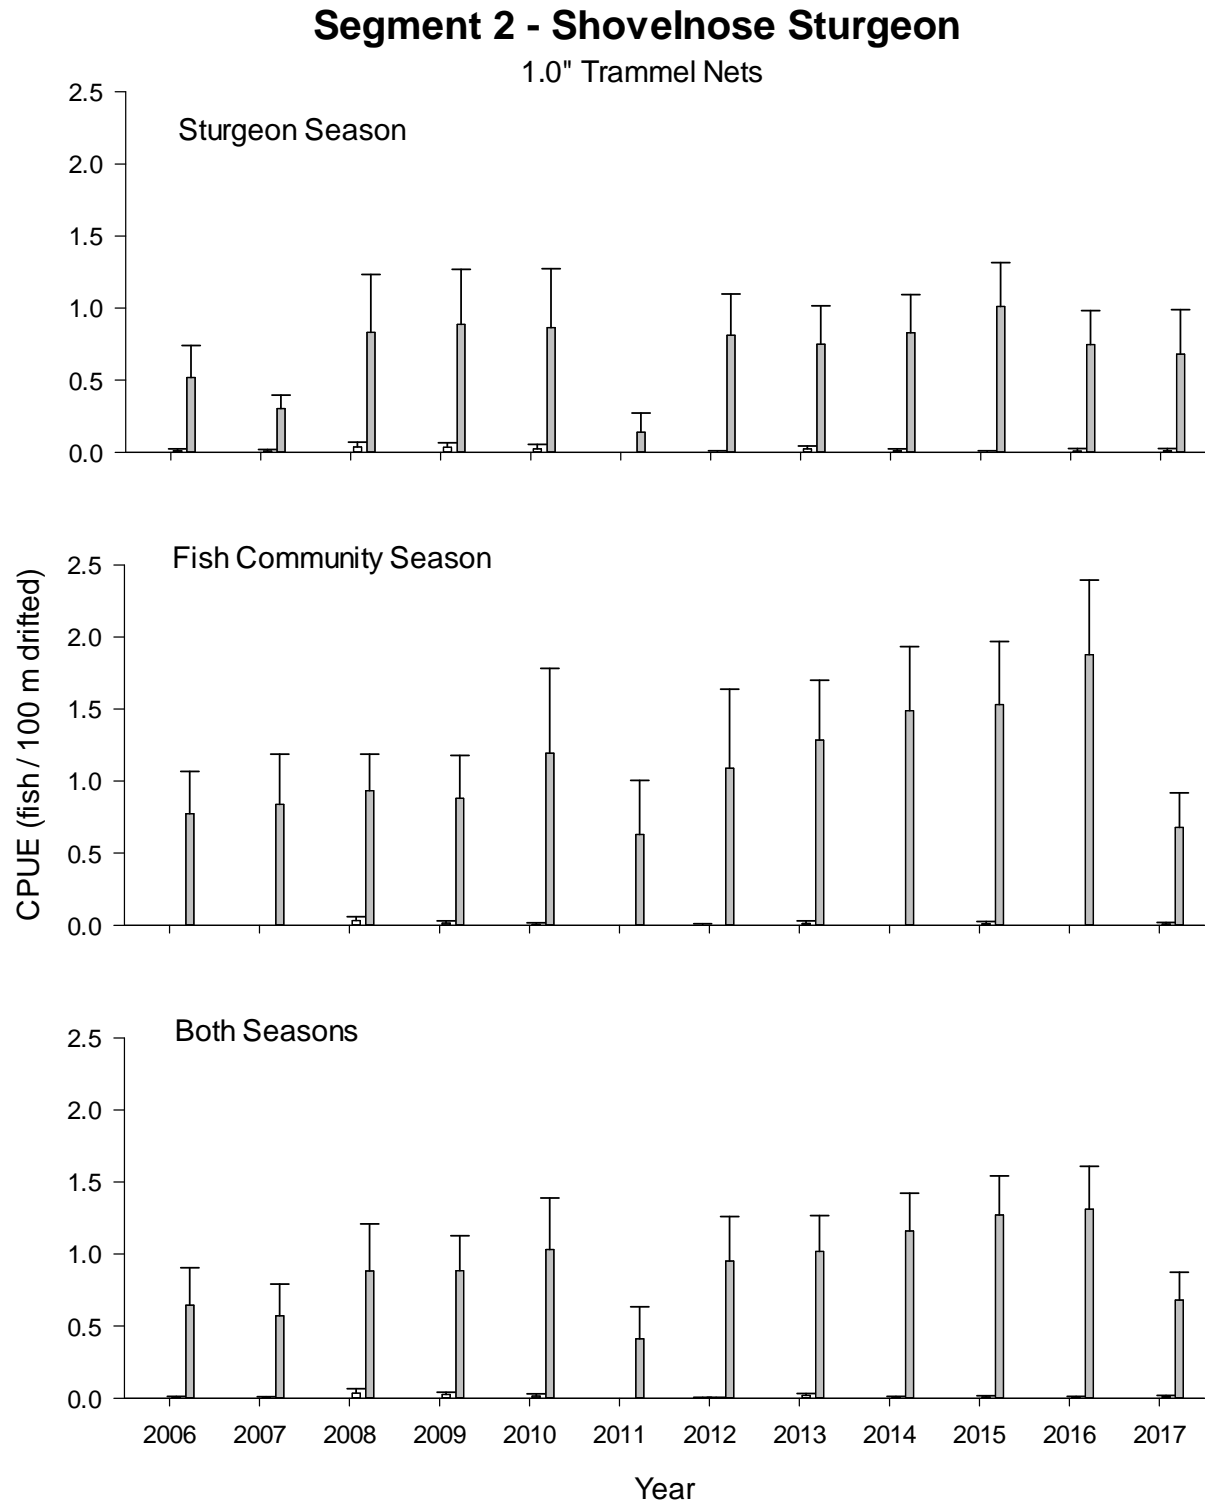 Segment 2 - Shovelnose Sturgeon
1.0" Trammel Nets
Sturgeon Season
2.5
2.0
1.5
1.0
0.5
0.0
Fish Community Season
2.5
2.0
1.5
1.0
0.5
0.0
CPUE (fish / 100 m drifted)
Both Seasons
2.5
2.0
1.5
1.0
0.5
0.0
2006 2007 2008 2009 2010 2011 2012 2013 2014 2015 2016 2017
Year